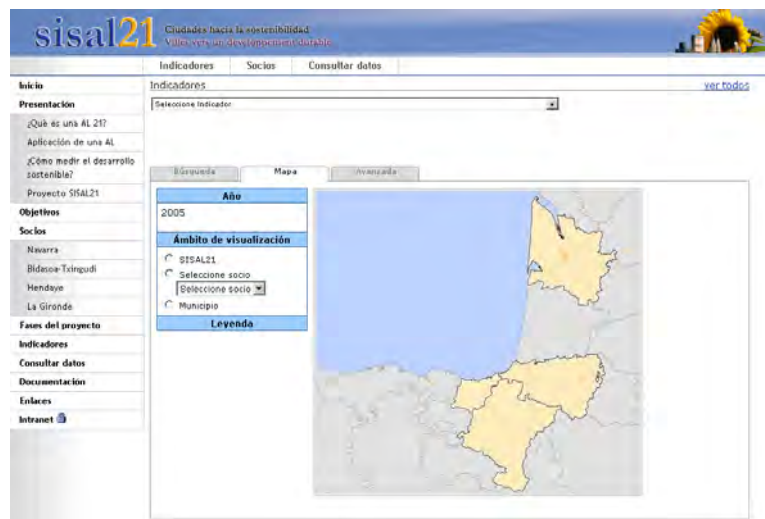 sisal21
Ciudades hacia la sostenibilidad
Villes vers un développement durable
Indicadores Socios Consultar datos
Inicio
Presentación
¿Qué es una AL 21?
Aplicación de una AL
¿Cómo medir el desarrollo
sostenible?
Proyecto SISAL21
Objetivos
Socios
Navarra
Bidasoa-Txingudi
Hendaye
La Gironde
Fases del proyecto
Indicadores
Consultar datos
Documentación
Enlaces
Intranet
Indicadores ver todos
Seleccione Indicador
Búsqueda Mapa Avanzada
Año
2005
Ámbito de visualización
SISAL21
Seleccione socio
Seleccione socio
Municipio
Leyenda